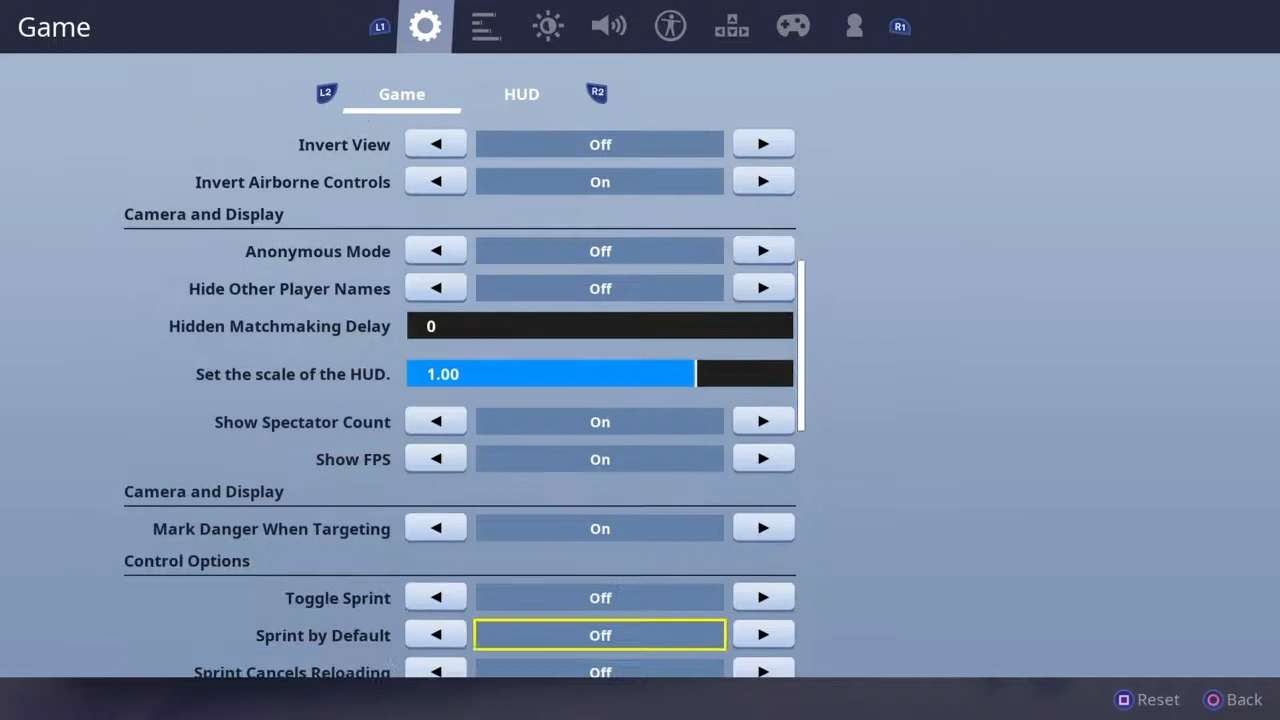 Game
L1
R1
L2
Game
HUD
R2
Invert View
Off
Invert Airborne Controls
On
Camera and Display
Anonymous Mode
Off
Hide Other Player Names
Off
Hidden Matchmaking Delay
0
Set the scale of the HUD.
1.00
Show Spectator Count
On
Show FPS
On
Camera and Display
Mark Danger When Targeting
On
Control Options
Toggle Sprint
Off
Sprint by Default
Off
Sprint Cancels Reloading
Off
Reset
Back